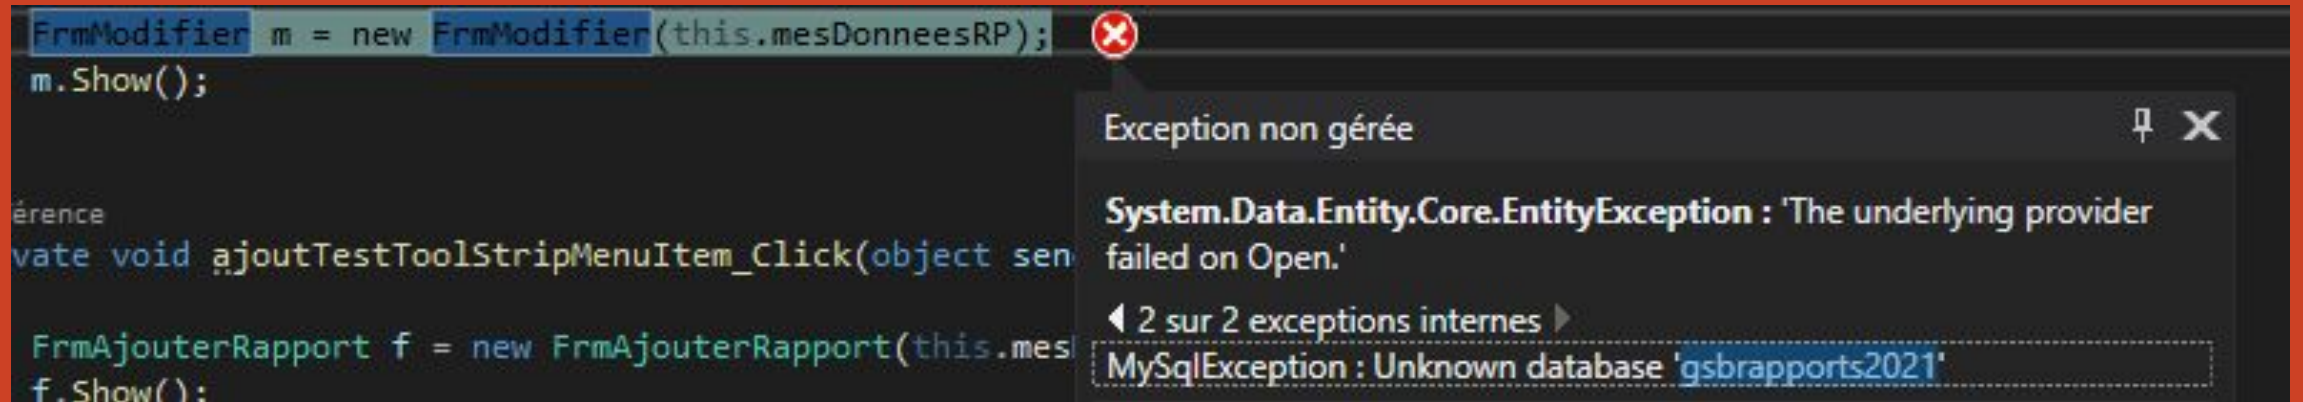 FrmModifier m = new FrmModifier(this.mesDonneesRP);
m.Show();
Exception non gérée
System.Data.Entity.Core.EntityException : 'The underlying provider
failed on Open.'
2 sur 2 exceptions internes
MySqlException : Unknown database 'gsbrapports2021'
érence
vate void ajoutTestToolStripMenuItem_Click(object sen
FrmAjouterRapport f = new FrmAjouterRapport(this.mes
f.Show();